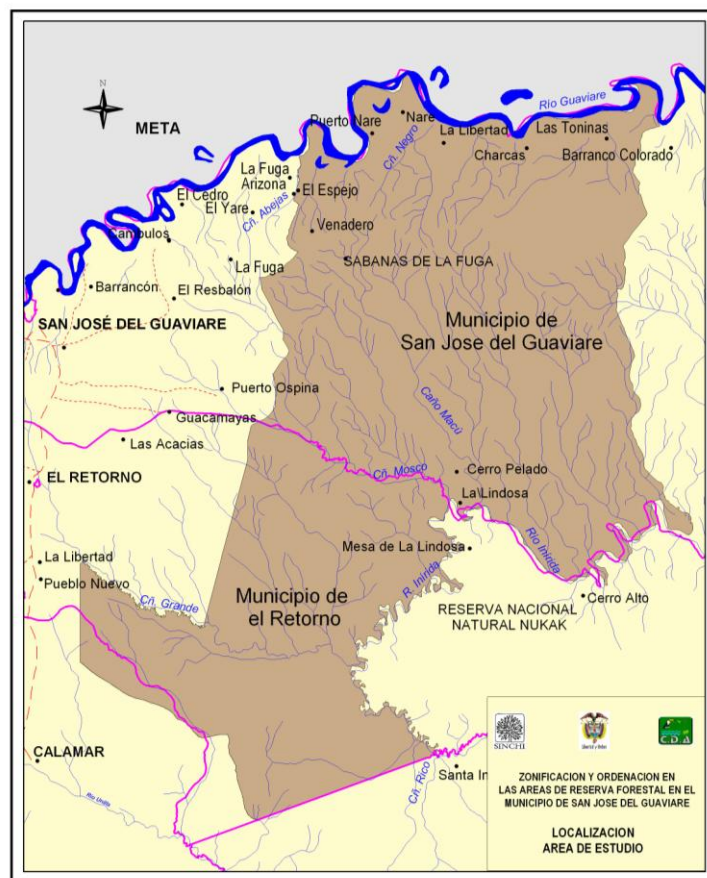 N
META
Río Guaviare
Puerto Nare
Nare
Cñ. Negro
La Libertad
Las Toninas
Charcas
Barranco Colorado
La Fuga
Arizona
El Espejo
El Cedro
El Yare
Cñ. Abejas
Venadero
Cámbulos
La Fuga
SABANAS DE LA FUGA
Barrancón
El Resbalón
SAN JOSÉ DEL GUAVIARE
Municipio de
San Jose del Guaviare
Puerto Ospina
Caño Macú
Guacamayas
Las Acacias
Cñ. Mosco
Cerro Pelado
EL RETORNO
La Lindosa
Río Inirida
Mesa de La Lindosa
La Libertad
Pueblo Nuevo
R. Inirida
Cñ. Grande
Municipio de
el Retorno
Cerro Alto
RESERVA NACIONAL
NATURAL NUKAK
CALAMAR
Cñ. Rico
Santa In
SINCHI
CDA
ZONIFICACION Y ORDENACION EN
LAS AREAS DE RESERVA FORESTAL EN EL
MUNICIPIO DE SAN JOSE DEL GUAVIARE
LOCALIZACION
AREA DE ESTUDIO